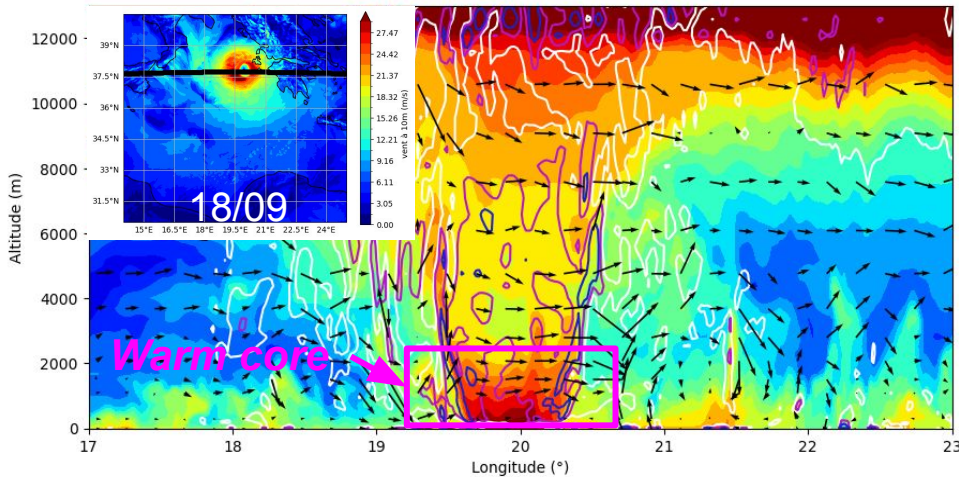 12000
10000
8000
6000
4000
2000
0
Altitude (m)
17
18
19
20
21
22
23
Longitude (°)
39°N
37.5°N
36°N
34.5°N
33°N
31.5°N
15°E
16.5°E
18°E
19.5°E
21°E
22.5°E
24°E
18/09
27.47
24.42
21.37
18.32
15.26
12.21
9.16
6.11
3.05
0.00
vent à 10m (m/s)
Warm core